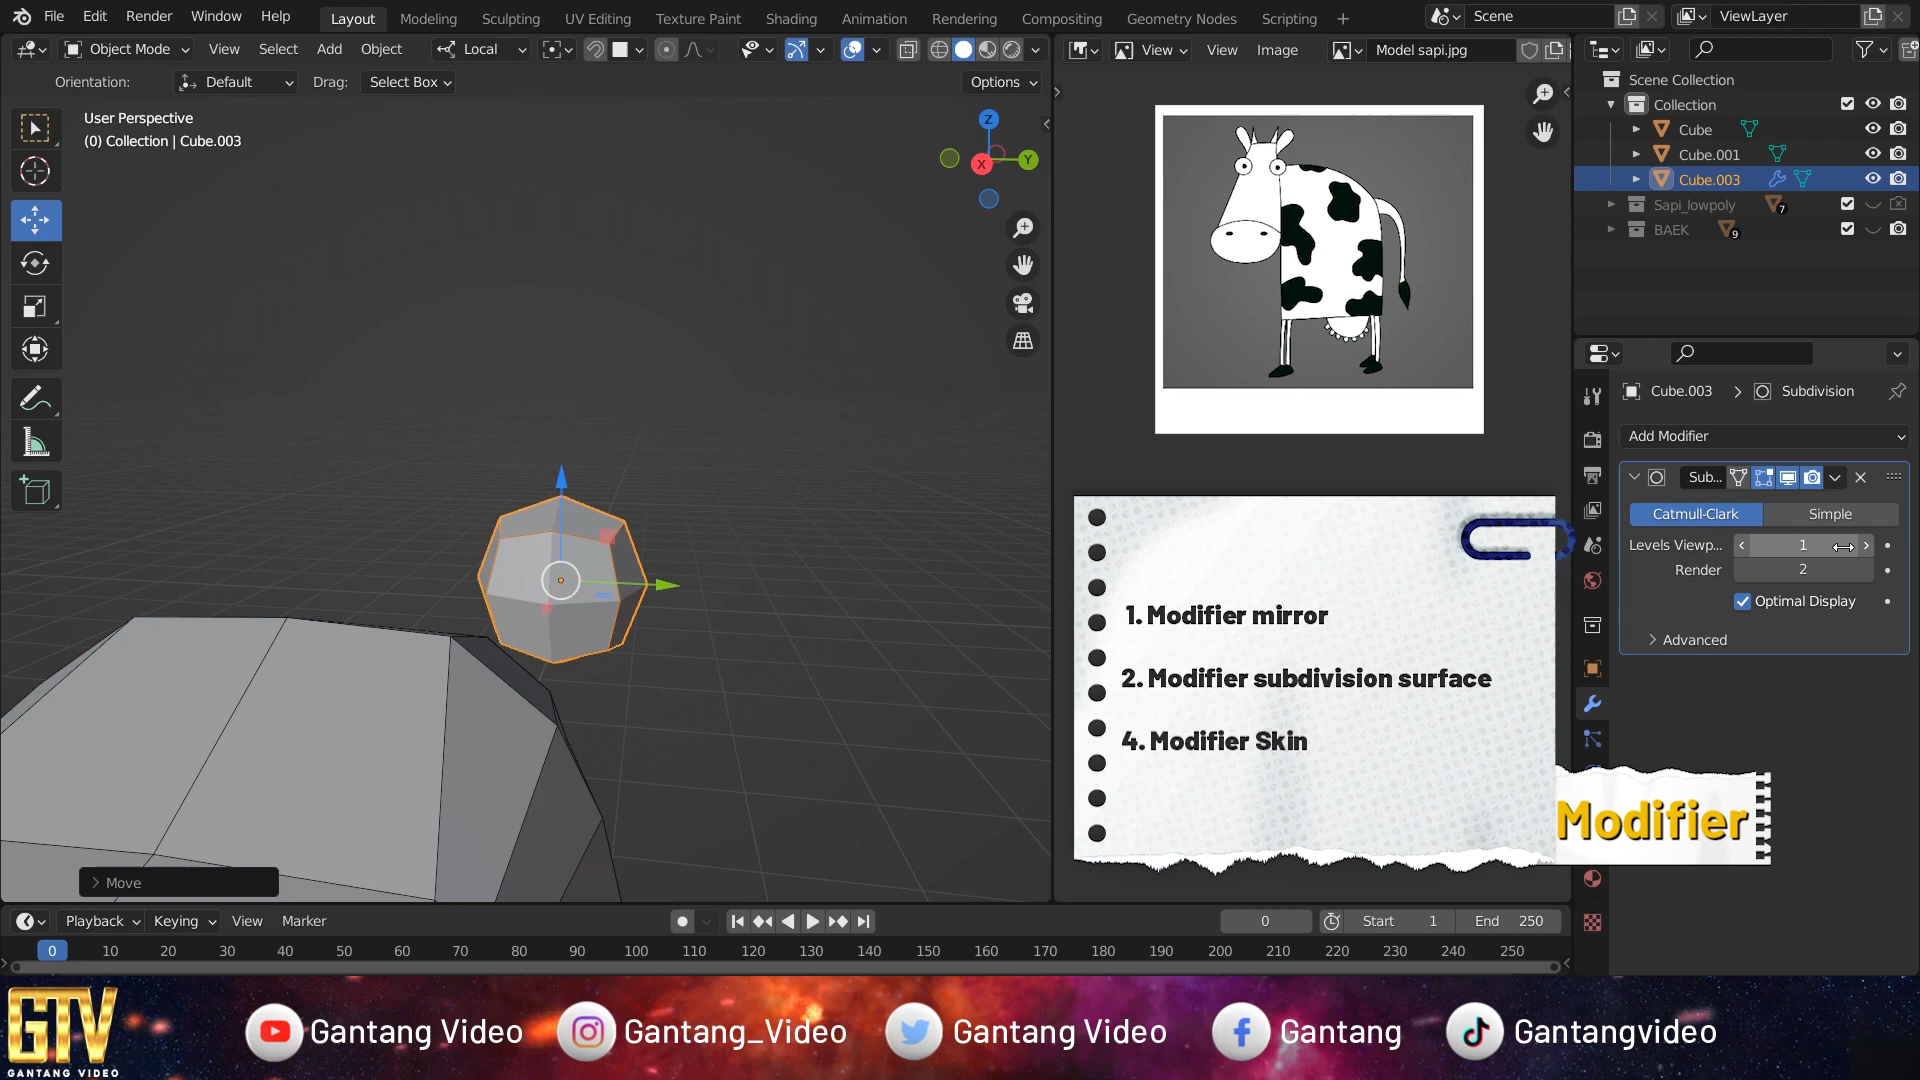 File Edit Render Window Help Layout Modeling Sculpting UV Editing Texture Paint Shading Animation Rendering Compositing Geometry Nodes Scripting Scene ViewLayer
Object Mode View Select Add Object Local View View Image Model sapi.jpg
Orientation: Default Drag: Select Box Options
User Perspective
(0) Collection | Cube.003
Z
Y
X
Scene Collection
Collection
Cube
Cube.001
Cube.003
Sapi_lowpoly 7
BAEK 9
Cube.003 Subdivision
Add Modifier
Sub...
Catmull-Clark Simple
Levels Viewp... 1
Render 2
Optimal Display
Advanced
1. Modifier mirror
2. Modifier subdivision surface
4. Modifier Skin
Modifier
Move
Playback Keying View Marker 0 Start 1 End 250
0 10 20 30 40 50 60 70 80 90 100 110 120 130 140 150 160 170 180 190 200 210 220 230 240 250
GTV
GANTANG VIDEO
Gantang Video Gantang_Video Gantang Video Gantang Gantangvideo